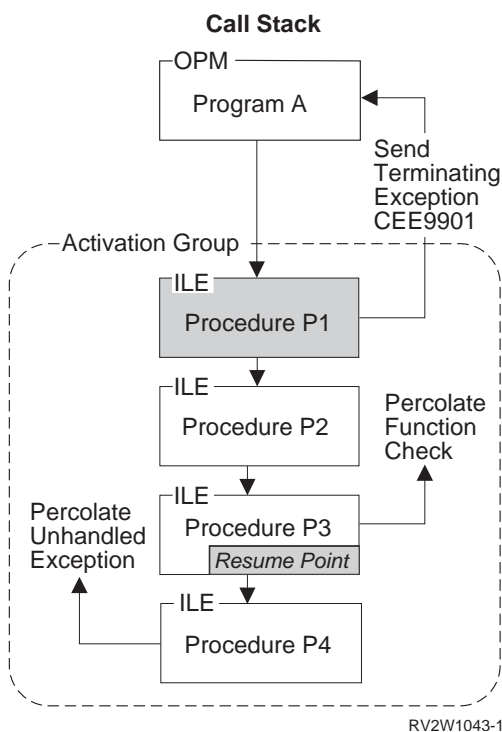 Call Stack
OPM
Program A
Send
Terminating
Exception
CEE9901
Activation Group
ILE
Procedure P1
ILE
Procedure P2
Percolate
Function
Check
ILE
Procedure P3
Resume Point
Percolate
Unhandled
Exception
ILE
Procedure P4
RV2W1043-1